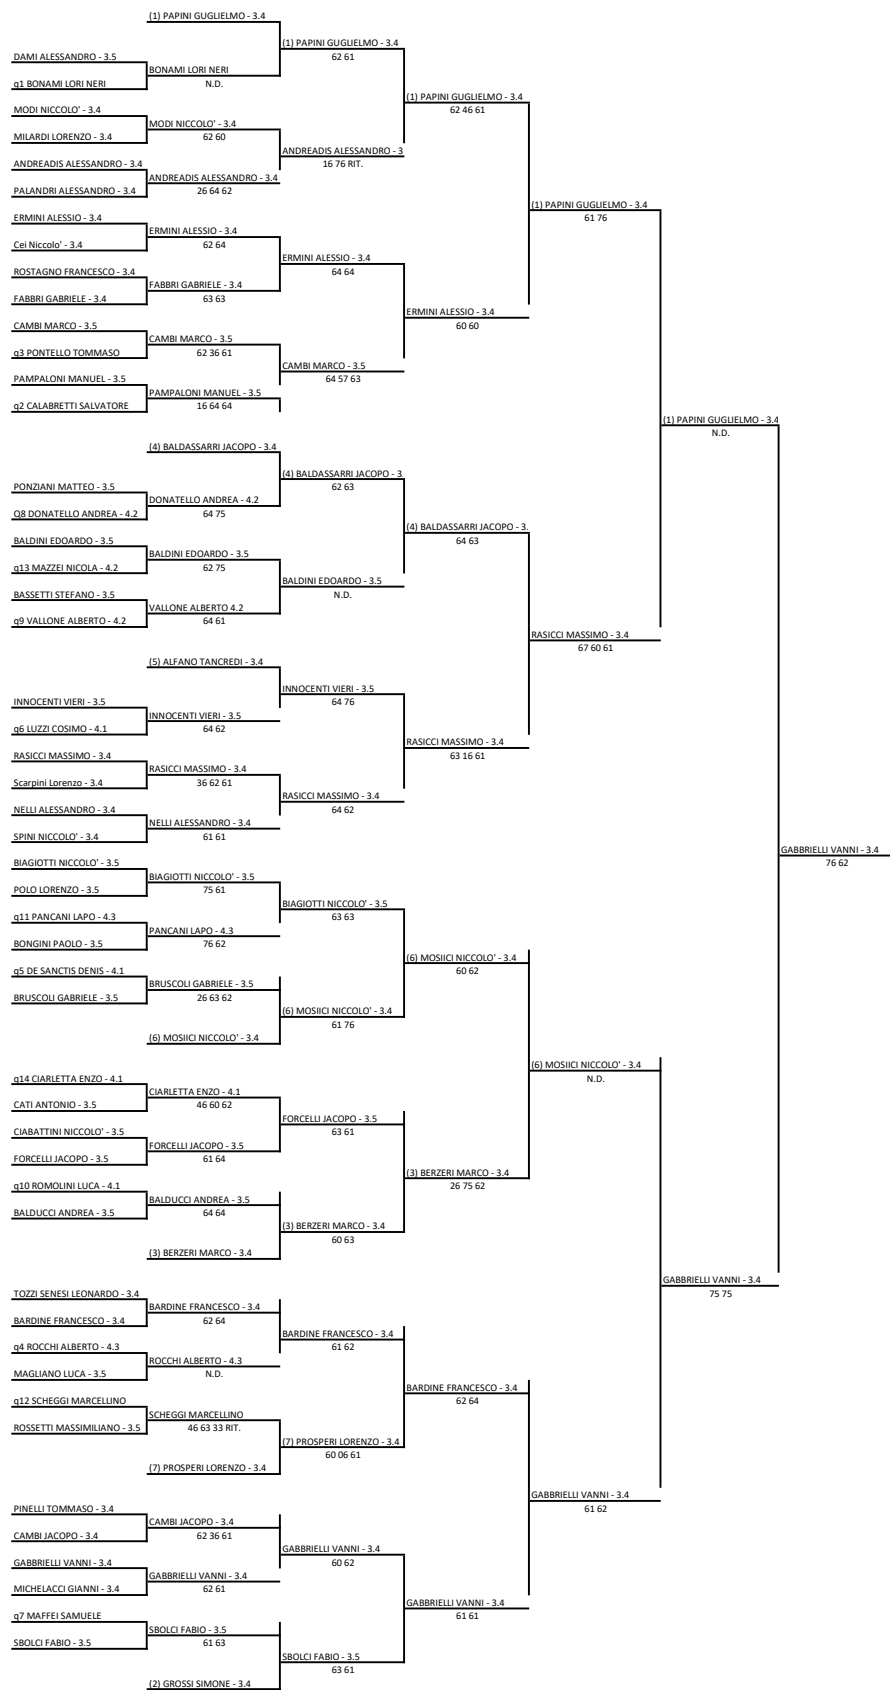 (1) PAPINI GUGLIELMO - 3.4
(1) PAPINI GUGLIELMO - 3.4
DAMI ALESSANDRO - 3.5
62 61
BONAMI LORI NERI
q1 BONAMI LORI NERI
N.D.
(1) PAPINI GUGLIELMO - 3.4
MODI NICCOLO' - 3.4
62 46 61
MODI NICCOLO' - 3.4
MILARDI LORENZO - 3.4
62 60
ANDREADIS ALESSANDRO - 3
ANDREADIS ALESSANDRO - 3.4
16 76 RIT.
ANDREADIS ALESSANDRO - 3.4
PALANDRI ALESSANDRO - 3.4
26 64 62
(1) PAPINI GUGLIELMO - 3.4
ERMINI ALESSIO - 3.4
61 76
ERMINI ALESSIO - 3.4
Cei Niccolo' - 3.4
62 64
ERMINI ALESSIO - 3.4
ROSTAGNO FRANCESCO - 3.4
64 64
FABBRI GABRIELE - 3.4
FABBRI GABRIELE - 3.4
63 63
ERMINI ALESSIO - 3.4
CAMBI MARCO - 3.5
60 60
CAMBI MARCO - 3.5
q3 PONTELLO TOMMASO
62 36 61
CAMBI MARCO - 3.5
PAMPALONI MANUEL - 3.5
64 57 63
PAMPALONI MANUEL - 3.5
q2 CALABRETTI SALVATORE
16 64 64
(1) PAPINI GUGLIELMO - 3.4
N.D.
(4) BALDASSARRI JACOPO - 3.4
(4) BALDASSARRI JACOPO - 3
PONZIANI MATTEO - 3.5
62 63
DONATELLO ANDREA - 4.2
Q8 DONATELLO ANDREA - 4.2
64 75
(4) BALDASSARRI JACOPO - 3.
BALDINI EDOARDO - 3.5
64 63
BALDINI EDOARDO - 3.5
q13 MAZZEI NICOLA - 4.2
62 75
BALDINI EDOARDO - 3.5
BASSETTI STEFANO - 3.5
N.D.
VALLONE ALBERTO 4.2
q9 VALLONE ALBERTO - 4.2
64 61
RASICCI MASSIMO - 3.4
67 60 61
(5) ALFANO TANCREDI - 3.4
INNOCENTI VIERI - 3.5
INNOCENTI VIERI - 3.5
64 76
INNOCENTI VIERI - 3.5
q6 LUZZI COSIMO - 4.1
64 62
RASICCI MASSIMO - 3.4
RASICCI MASSIMO - 3.4
63 16 61
RASICCI MASSIMO - 3.4
Scarpini Lorenzo - 3.4
36 62 61
RASICCI MASSIMO - 3.4
NELLI ALESSANDRO - 3.4
64 62
NELLI ALESSANDRO - 3.4
SPINI NICCOLO' - 3.4
61 61
GABBRIELLI VANNI - 3.4
BIAGIOTTI NICCOLO' - 3.5
76 62
BIAGIOTTI NICCOLO' - 3.5
POLO LORENZO - 3.5
75 61
BIAGIOTTI NICCOLO' - 3.5
q11 PANCANI LAPO - 4.3
63 63
PANCANI LAPO - 4.3
BONGINI PAOLO - 3.5
76 62
(6) MOSIICI NICCOLO' - 3.4
q5 DE SANCTIS DENIS - 4.1
60 62
BRUSCOLI GABRIELE - 3.5
BRUSCOLI GABRIELE - 3.5
26 63 62
(6) MOSIICI NICCOLO' - 3.4
61 76
(6) MOSIICI NICCOLO' - 3.4
(6) MOSIICI NICCOLO' - 3.4
q14 CIARLETTA ENZO - 4.1
N.D.
CIARLETTA ENZO - 4.1
CATI ANTONIO - 3.5
46 60 62
FORCELLI JACOPO - 3.5
CIABATTINI NICCOLO' - 3.5
63 61
FORCELLI JACOPO - 3.5
FORCELLI JACOPO - 3.5
61 64
(3) BERZERI MARCO - 3.4
q10 ROMOLINI LUCA - 4.1
26 75 62
BALDUCCI ANDREA - 3.5
BALDUCCI ANDREA - 3.5
64 64
(3) BERZERI MARCO - 3.4
60 63
(3) BERZERI MARCO - 3.4
GABBRIELLI VANNI - 3.4
TOZZI SENESI LEONARDO - 3.4
75 75
BARDINE FRANCESCO - 3.4
BARDINE FRANCESCO - 3.4
62 64
BARDINE FRANCESCO - 3.4
q4 ROCCHI ALBERTO - 4.3
61 62
ROCCHI ALBERTO - 4.3
MAGLIANO LUCA - 3.5
N.D.
BARDINE FRANCESCO - 3.4
q12 SCHEGGI MARCELLINO
62 64
SCHEGGI MARCELLINO
ROSSETTI MASSIMILIANO - 3.5
46 63 33 RIT.
(7) PROSPERI LORENZO - 3.4
60 06 61
(7) PROSPERI LORENZO - 3.4
GABBRIELLI VANNI - 3.4
PINELLI TOMMASO - 3.4
61 62
CAMBI JACOPO - 3.4
CAMBI JACOPO - 3.4
62 36 61
GABBRIELLI VANNI - 3.4
GABBRIELLI VANNI - 3.4
60 62
GABBRIELLI VANNI - 3.4
MICHELACCI GIANNI - 3.4
62 61
GABBRIELLI VANNI - 3.4
q7 MAFFEI SAMUELE
61 61
SBOLCI FABIO - 3.5
SBOLCI FABIO - 3.5
61 63
SBOLCI FABIO - 3.5
63 61
(2) GROSSI SIMONE - 3.4